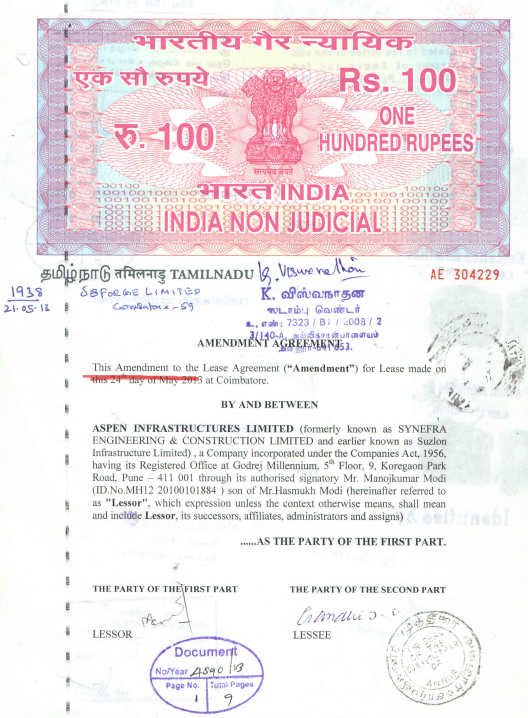 भारतीय गैर न्यायिक
एक सौ रुपये
Rs. 100
रु. 100
ONE
HUNDRED RUPEES
सत्यमेव जयते
भारत INDIA
INDIA NON JUDICIAL
தமிழ்நாடு तमिलनाडु TAMILNADU
AE 304229
1938
21.05.13
SEFORGE LIMITED
Coimbatore - 59
K. விஸ்வநாதன்
ஸ்டாம்பு வெண்டர்
உ. எண்: 7323 / B1 / 2008 / 2
3/140-A,
AMENDMENT AGREEMENT
This Amendment to the Lease Agreement ("Amendment") for Lease made on
this 24th day of May 2013 at Coimbatore.
BY AND BETWEEN
ASPEN INFRASTRUCTURES LIMITED (formerly known as SYNEFRA
ENGINEERING & CONSTRUCTION LIMITED and earlier known as Suzlon
Infrastructure Limited) , a Company incorporated under the Companies Act, 1956,
having its Registered Office at Godrej Millennium, 5th Floor, 9, Koregaon Park
Road, Pune – 411 001 through its authorised signatory Mr. Manojkumar Modi
(ID.No.MH12 20100101884 ) son of Mr.Hasmukh Modi (hereinafter referred to
as "Lessor", which expression unless the context otherwise means, shall mean
and include Lessor, its successors, affiliates, administrators and assigns)
......AS THE PARTY OF THE FIRST PART.
THE PARTY OF THE FIRST PART
THE PARTY OF THE SECOND PART
LESSOR
LESSEE
Document
No/Year 4890/13
Page No. Total Pages
1 9